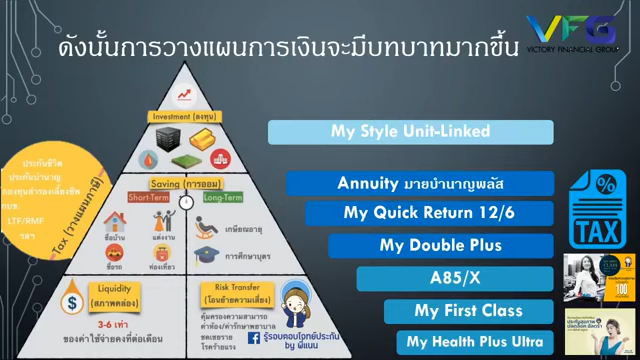 ดังนั้นการวางแผนการเงินจะมีบทบาทมากขึ้น
VFG
VICTORY FINANCIAL GROUP
Investment (ลงทุน)
My Style Unit-Linked
ประกันชีวิต
ประกันบำนาญ
กองทุนสำรองเลี้ยงชีพ
กบข.
LTF/RMF
ฯลฯ
Tax (วางแผนภาษี)
Saving (การออม)
Short-Term
Long-Term
ซื้อบ้าน
แต่งงาน
เกษียณอายุ
ซื้อรถ
ท่องเที่ยว
การศึกษาบุตร
Annuity มายบำนาญพลัส
My Quick Return 12/6
My Double Plus
A85/X
My First Class
My Health Plus Ultra
%
TAX
Liquidity
(สภาพคล่อง)
$
3-6 เท่า
ของค่าใช้จ่ายคงที่ต่อเดือน
Risk Transfer
(โอนย้ายความเสี่ยง)
คุ้มครองความสามารถ
ค่าห้อง/ค่ารักษาพยาบาล
ชดเชยราย
โรคร้ายแรง
รู้รอบตอบโจทย์ประกัน
by พี่แนน
100